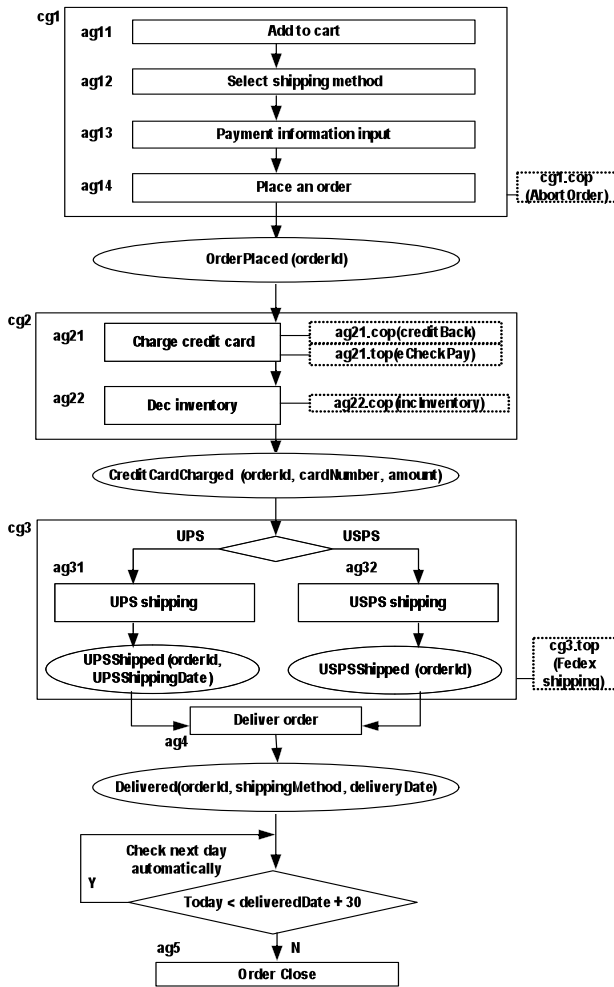 cg1
ag11
Add to cart
ag12
Select shipping method
ag13
Payment information input
ag14
Place an order
cg1.cop
(AbortOrder)
OrderPlaced (orderId)
cg2
ag21
Charge credit card
ag21.cop(creditBack)
ag21.top(eCheckPay)
ag22
Dec inventory
ag22.cop(incInventory)
CreditCardCharged (orderId, cardNumber, amount)
cg3
UPS
USPS
ag31
ag32
UPS shipping
USPS shipping
UPSShipped (orderId,
UPSShippingDate)
USPSShipped (orderId)
cg3.top
(Fedex
shipping)
Deliver order
ag4
Delivered(orderId, shippingMethod, deliveryDate)
Check next day
automatically
Y
Today < deliveredDate + 30
N
ag5
Order Close